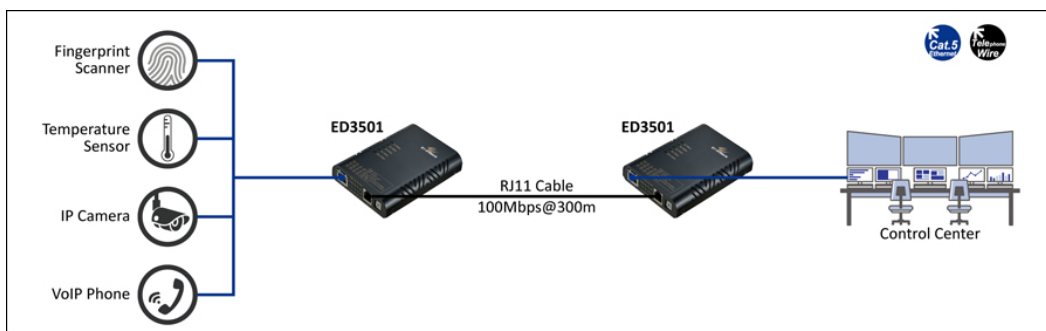 Fingerprint
Scanner
Temperature
Sensor
IP Camera
VoIP Phone
ED3501
RJ11 Cable
100Mbps@300m
ED3501
Cat.5
Ethernet
Telephone
Wire
Control Center